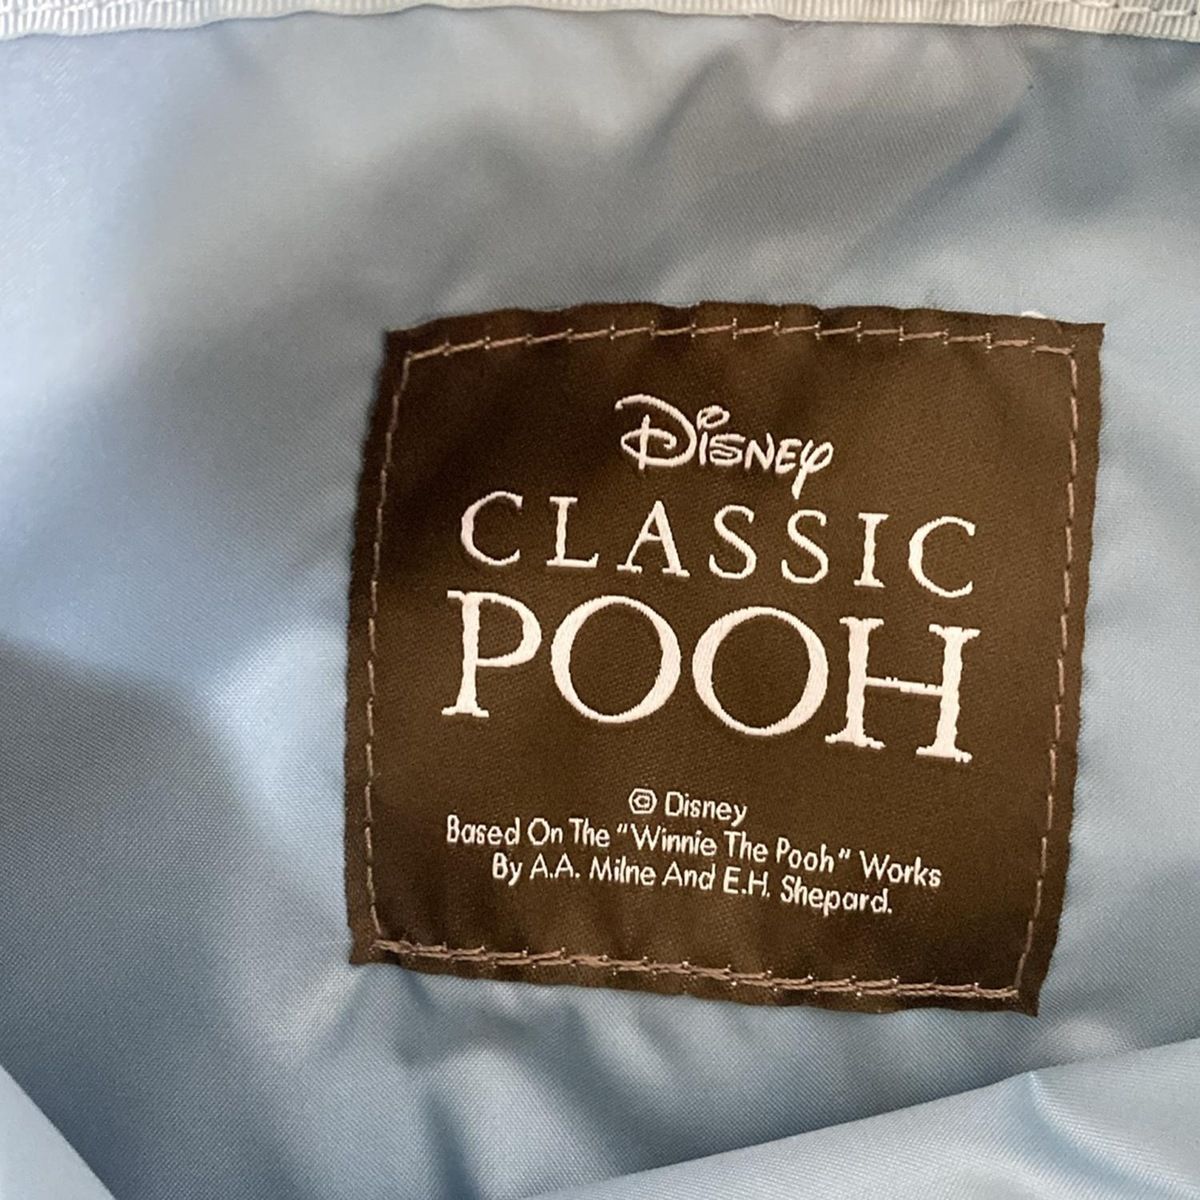 Disney
CLASSIC
POOH
© Disney
Based On The "Winnie The Pooh" Works
By A.A. Milne And E.H. Shepard.